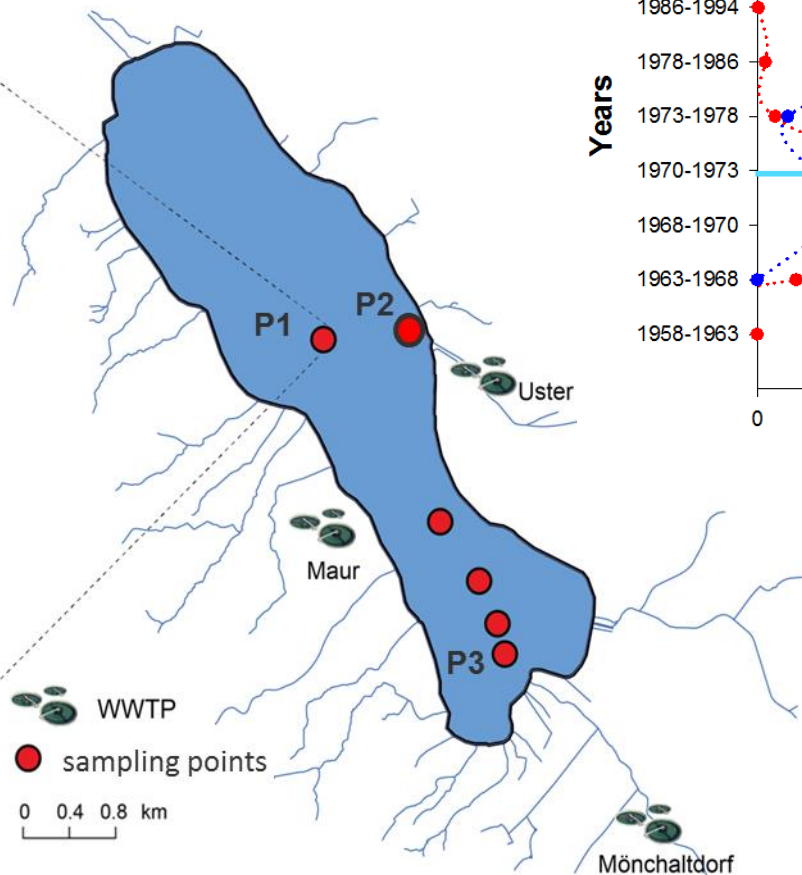 1986-1994
1978-1986
1973-1978
1970-1973
1968-1970
1963-1968
1958-1963
Years
0
P1
P2
Uster
Maur
P3
WWTP
sampling points
0 0.4 0.8 km
Mönchaltdorf